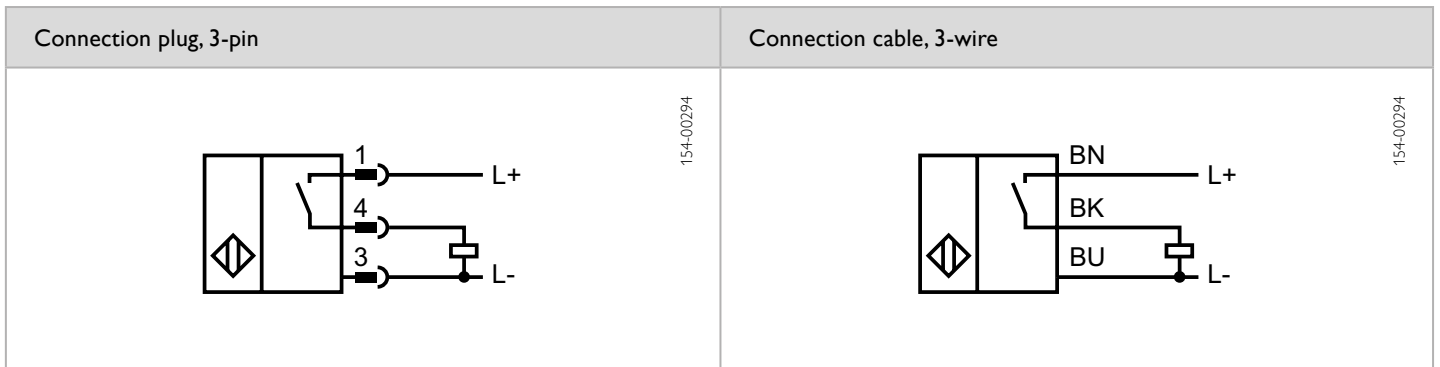 Connection plug, 3-pin
Connection cable, 3-wire
154-00294
1
L+
4
3
L-
154-00294
BN
L+
BK
BU
L-